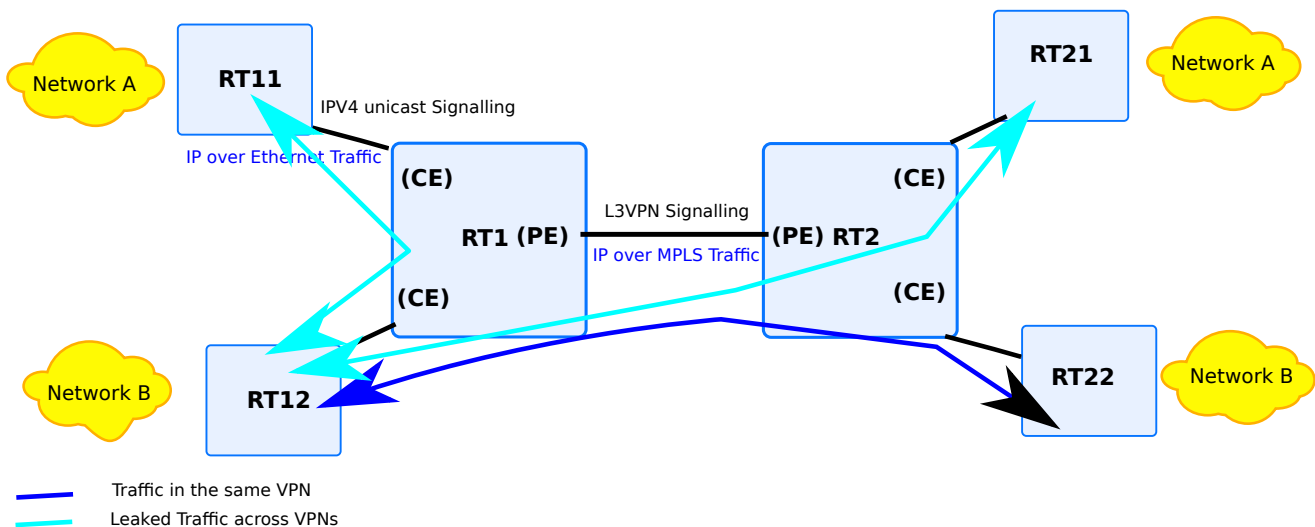 Network A
RT11
RT21
Network A
IPV4 unicast Signalling
IP over Ethernet Traffic
(CE)
(CE)
L3VPN Signalling
RT1 (PE)
(PE) RT2
IP over MPLS Traffic
(CE)
(CE)
Network B
RT12
RT22
Network B
Traffic in the same VPN
Leaked Traffic across VPNs